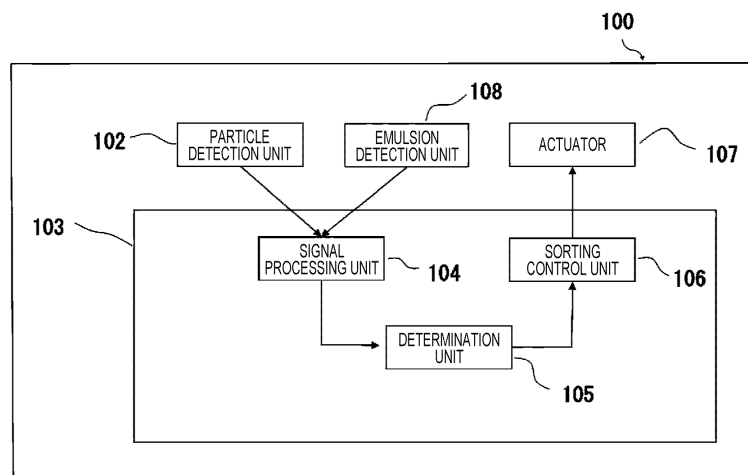 100
108
102
PARTICLE
DETECTION UNIT
EMULSION
DETECTION UNIT
ACTUATOR
107
103
SIGNAL
PROCESSING UNIT
104
SORTING
CONTROL UNIT
106
DETERMINATION
UNIT
105